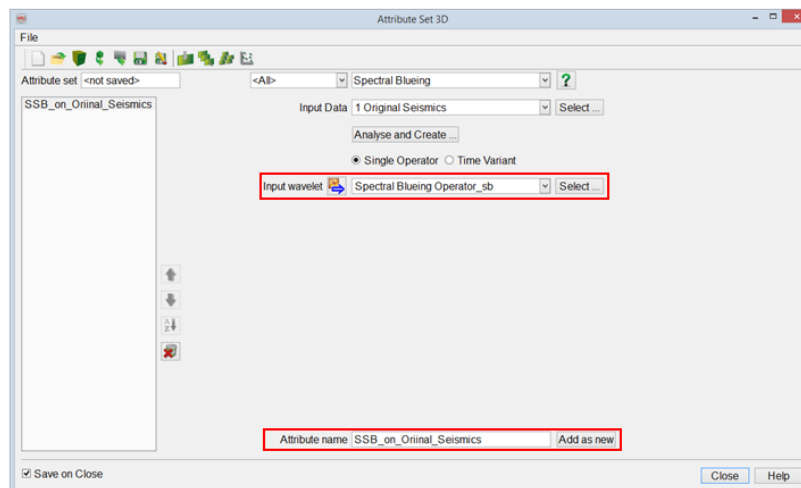 Attribute Set 3D
File
Attribute set <not saved> <All> Spectral Blueing ?
SSB_on_Oriinal_Seismics
Input Data 1 Original Seismics Select ...
Analyse and Create ...
Single Operator Time Variant
Input wavelet Spectral Blueing Operator_sb Select ...
Attribute name SSB_on_Oriinal_Seismics Add as new
Save on Close
Close Help